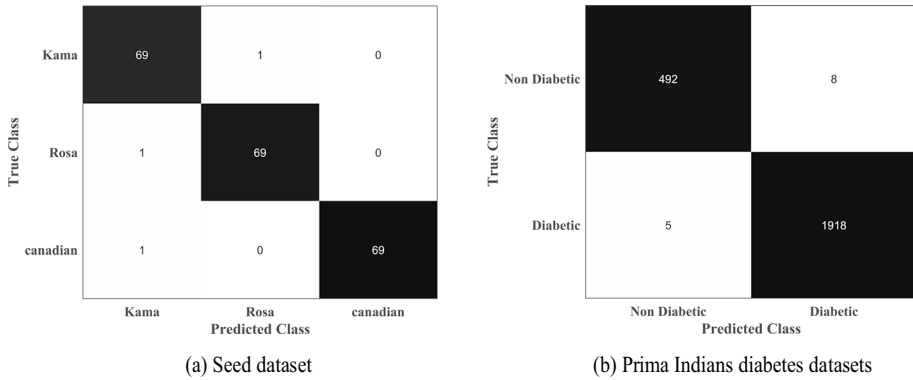 Kama
69
1
0
Rosa
1
69
0
canadian
1
0
69
True Class
Kama
Rosa
canadian
Predicted Class
(a) Seed dataset
Non Diabetic
492
8
Diabetic
5
1918
True Class
Non Diabetic
Diabetic
Predicted Class
(b) Prima Indians diabetes datasets